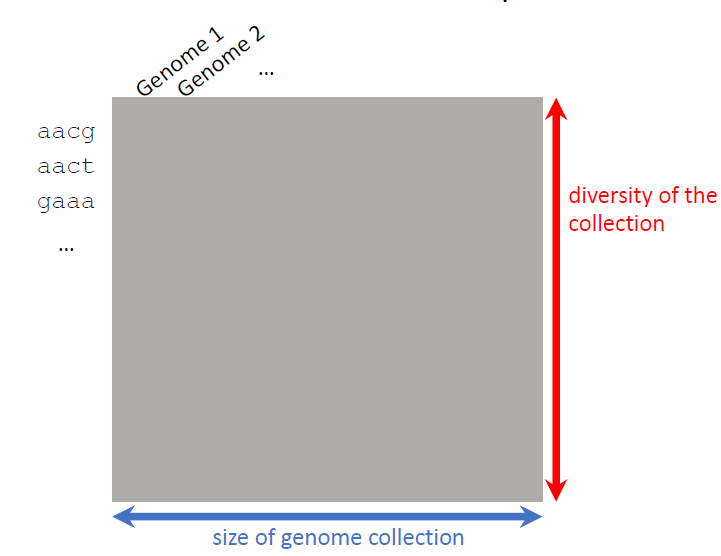 Genome 1
Genome 2
...
aacg
aact
gaaa
...
diversity of the
collection
size of genome collection